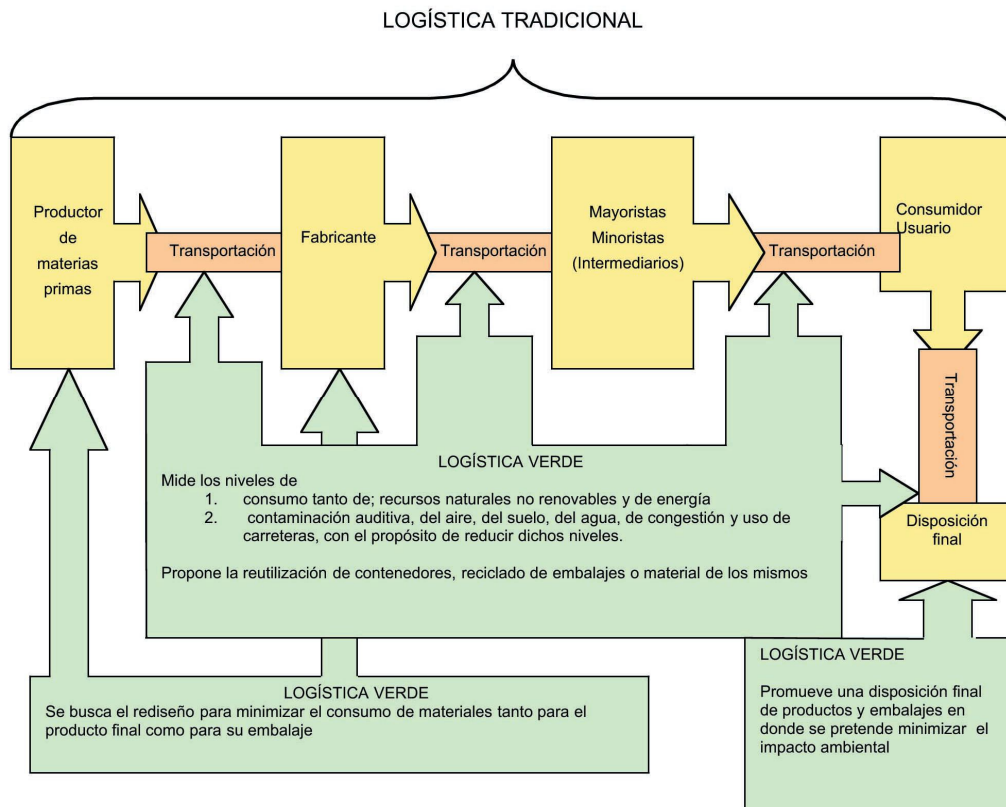 LOGÍSTICA TRADICIONAL
Productor
de
materias
primas
Transportación
Fabricante
Transportación
Mayoristas
Minoristas
(Intermediarios)
Transportación
Consumidor
Usuario
Transportación
Disposición
final
LOGÍSTICA VERDE
Mide los niveles de
1. consumo tanto de; recursos naturales no renovables y de energía
2. contaminación auditiva, del aire, del suelo, del agua, de congestión y uso de
carreteras, con el propósito de reducir dichos niveles.
Propone la reutilización de contenedores, reciclado de embalajes o material de los mismos
LOGÍSTICA VERDE
Se busca el rediseño para minimizar el consumo de materiales tanto para el
producto final como para su embalaje
LOGÍSTICA VERDE
Promueve una disposición final
de productos y embalajes en
donde se pretende minimizar el
impacto ambiental